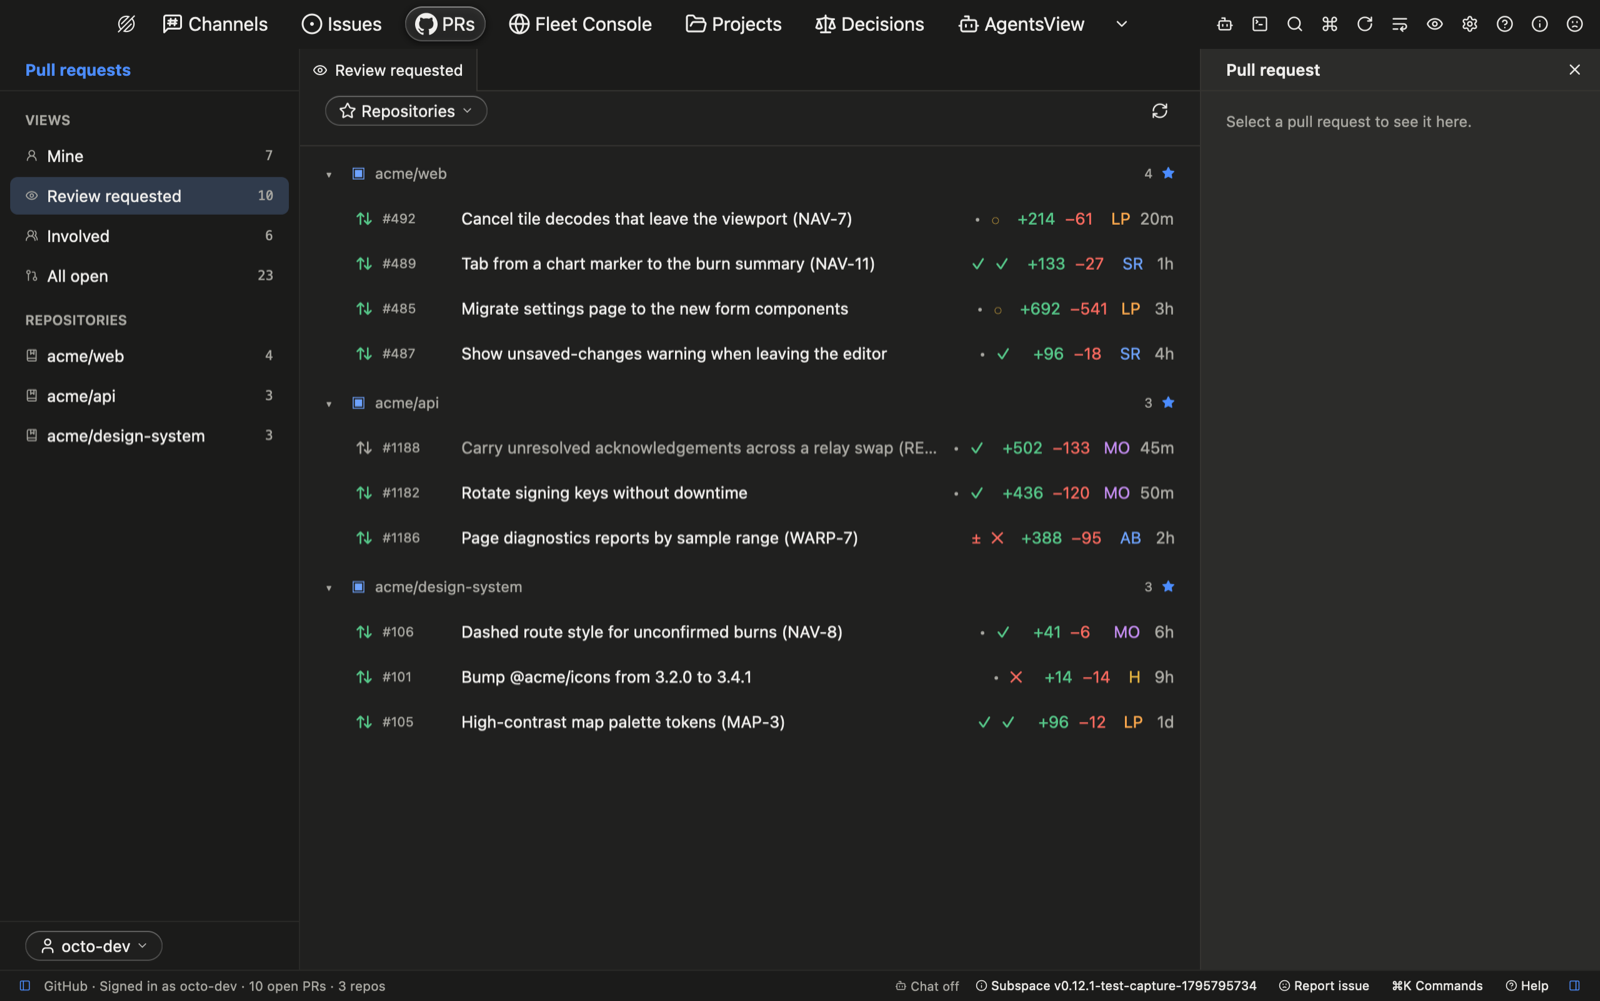 Channels Issues PRs Fleet Console Projects Decisions AgentsView
Pull requests
Review requested
Pull request
Repositories
Select a pull request to see it here.
VIEWS
Mine 7
Review requested 10
Involved 6
All open 23
REPOSITORIES
acme/web 4
acme/api 3
acme/design-system 3
acme/web 4
#492 Cancel tile decodes that leave the viewport (NAV-7) +214 −61 LP 20m
#489 Tab from a chart marker to the burn summary (NAV-11) +133 −27 SR 1h
#485 Migrate settings page to the new form components +692 −541 LP 3h
#487 Show unsaved-changes warning when leaving the editor +96 −18 SR 4h
acme/api 3
#1188 Carry unresolved acknowledgements across a relay swap (RE... +502 −133 MO 45m
#1182 Rotate signing keys without downtime +436 −120 MO 50m
#1186 Page diagnostics reports by sample range (WARP-7) ± +388 −95 AB 2h
acme/design-system 3
#106 Dashed route style for unconfirmed burns (NAV-8) +41 −6 MO 6h
#101 Bump @acme/icons from 3.2.0 to 3.4.1 +14 −14 H 9h
#105 High-contrast map palette tokens (MAP-3) +96 −12 LP 1d
octo-dev
GitHub · Signed in as octo-dev · 10 open PRs · 3 repos
Chat off Subspace v0.12.1-test-capture-1795795734 Report issue ⌘K Commands Help